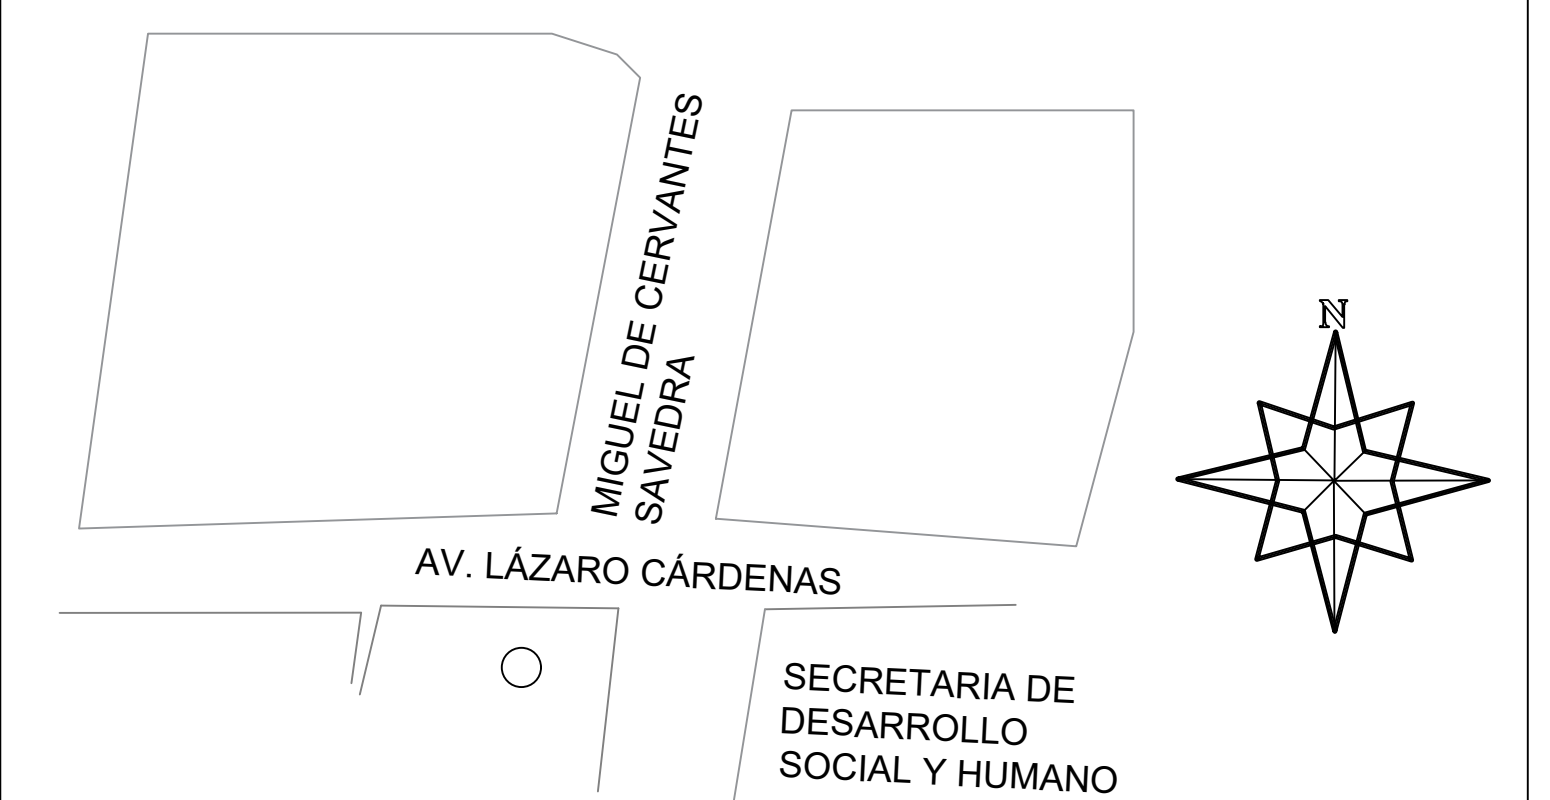 MIGUEL DE CERVANTES
SAVEDRA
N
AV. LÁZARO CÁRDENAS
SECRETARIA DE
DESARROLLO
SOCIAL Y HUMANO